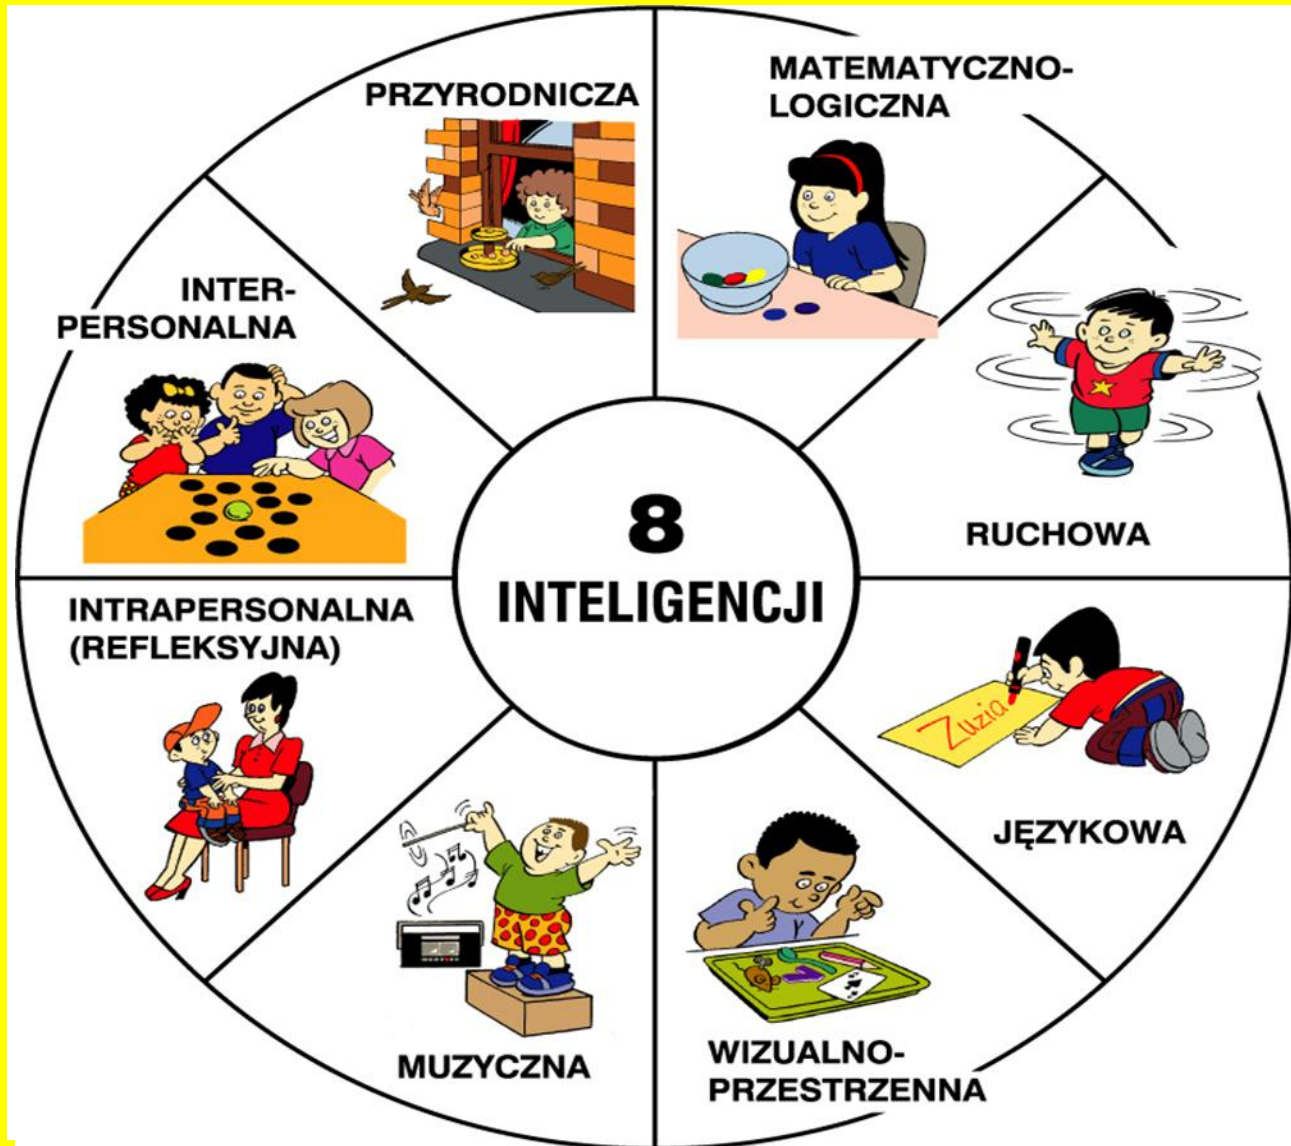 PRZYRODNICZA
MATEMATYCZNO-
LOGICZNA
INTER-
PERSONALNA
RUCHOWA
8
INTELIGENCJI
INTRAPERSONALNA
(REFLEKSYJNA)
Zuzia
JĘZYKOWA
MUZYCZNA
WIZUALNO-
PRZESTRZENNA